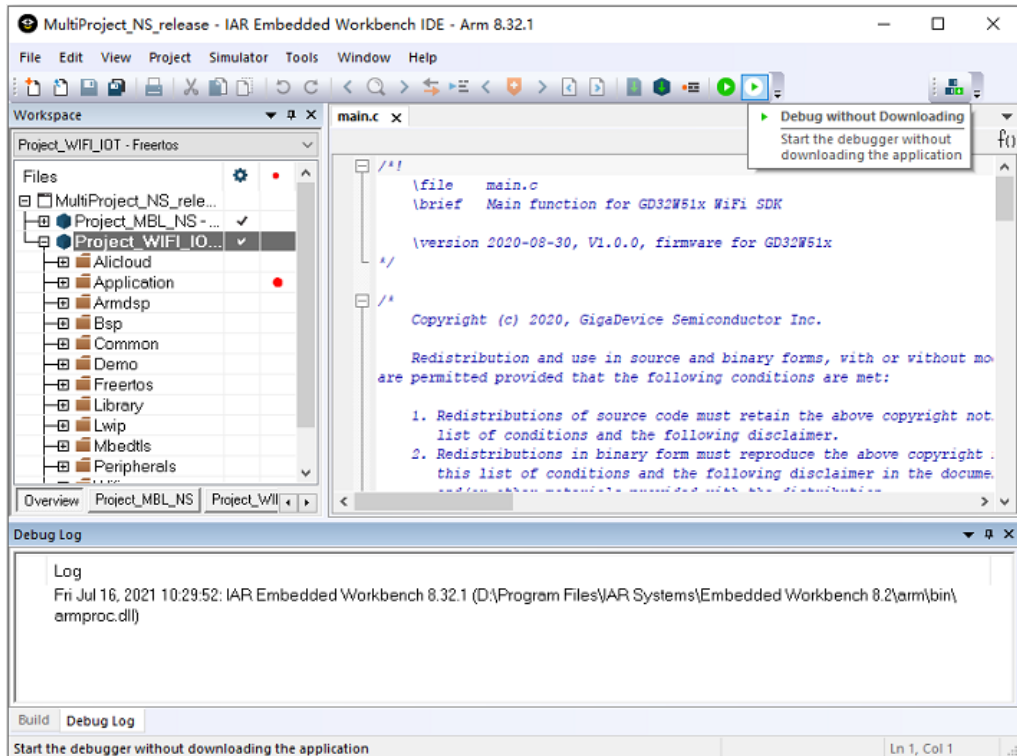 MultiProject_NS_release - IAR Embedded Workbench IDE - Arm 8.32.1
File Edit View Project Simulator Tools Window Help
Workspace
Project_WIFI_IOT - Freertos
Files
MultiProject_NS_rele...
Project_MBL_NS - ...
Project_WIFI_IO...
Alicloud
Application
Armdsp
Bsp
Common
Demo
Freertos
Library
Lwip
Mbedtls
Peripherals
Overview Project_MBL_NS Project_WI
main.c
Debug without Downloading
Start the debugger without
downloading the application
f()
/*!
\file main.c
\brief Main function for GD32W51x WiFi SDK
\version 2020-08-30, V1.0.0, firmware for GD32W51x
*/
/*
Copyright (c) 2020, GigaDevice Semiconductor Inc.
Redistribution and use in source and binary forms, with or without mo
are permitted provided that the following conditions are met:
1. Redistributions of source code must retain the above copyright not
list of conditions and the following disclaimer.
2. Redistributions in binary form must reproduce the above copyright
this list of conditions and the following disclaimer in the docume
Debug Log
Log
Fri Jul 16, 2021 10:29:52: IAR Embedded Workbench 8.32.1 (D:\Program Files\IAR Systems\Embedded Workbench 8.2\arm\bin\
armproc.dll)
Build Debug Log
Start the debugger without downloading the application Ln 1, Col 1